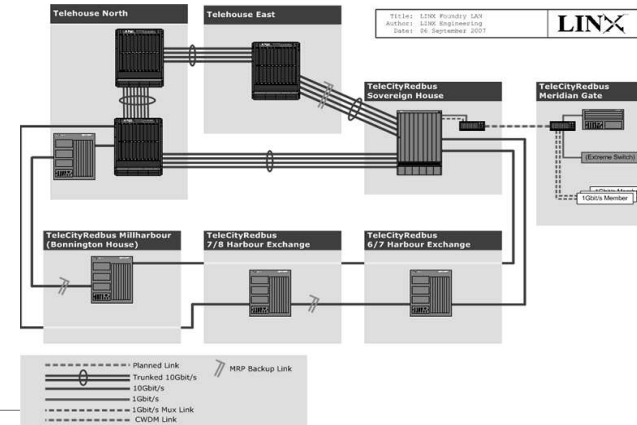 Telehouse North
Telehouse East
Title: LINX Foundry LAN
Author: LINX Engineering
Date: 06 September 2007
LINX
TeleCityRedbus
Sovereign House
TeleCityRedbus
Meridian Gate
(Extreme Switch)
1Gbit/s Member
TeleCityRedbus Millharbour
(Bonnington House)
TeleCityRedbus
7/8 Harbour Exchange
TeleCityRedbus
6/7 Harbour Exchange
Planned Link
Trunked 10Gbit/s
10Gbit/s
1Gbit/s
1Gbit/s Mux Link
CWDM Link
MRP Backup Link